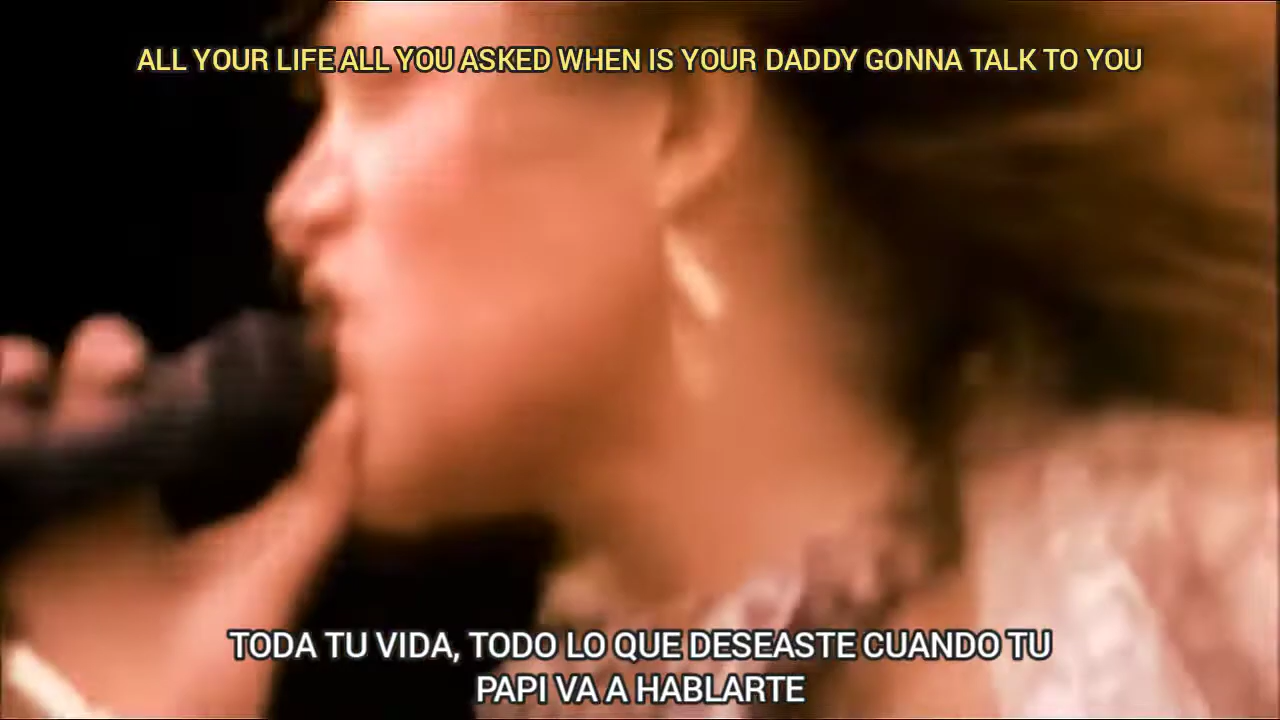 ALL YOUR LIFE ALL YOU ASKED WHEN IS YOUR DADDY GONNA TALK TO YOU
TODA TU VIDA, TODO LO QUE DESEASTE CUANDO TU
PAPI VA A HABLARTE